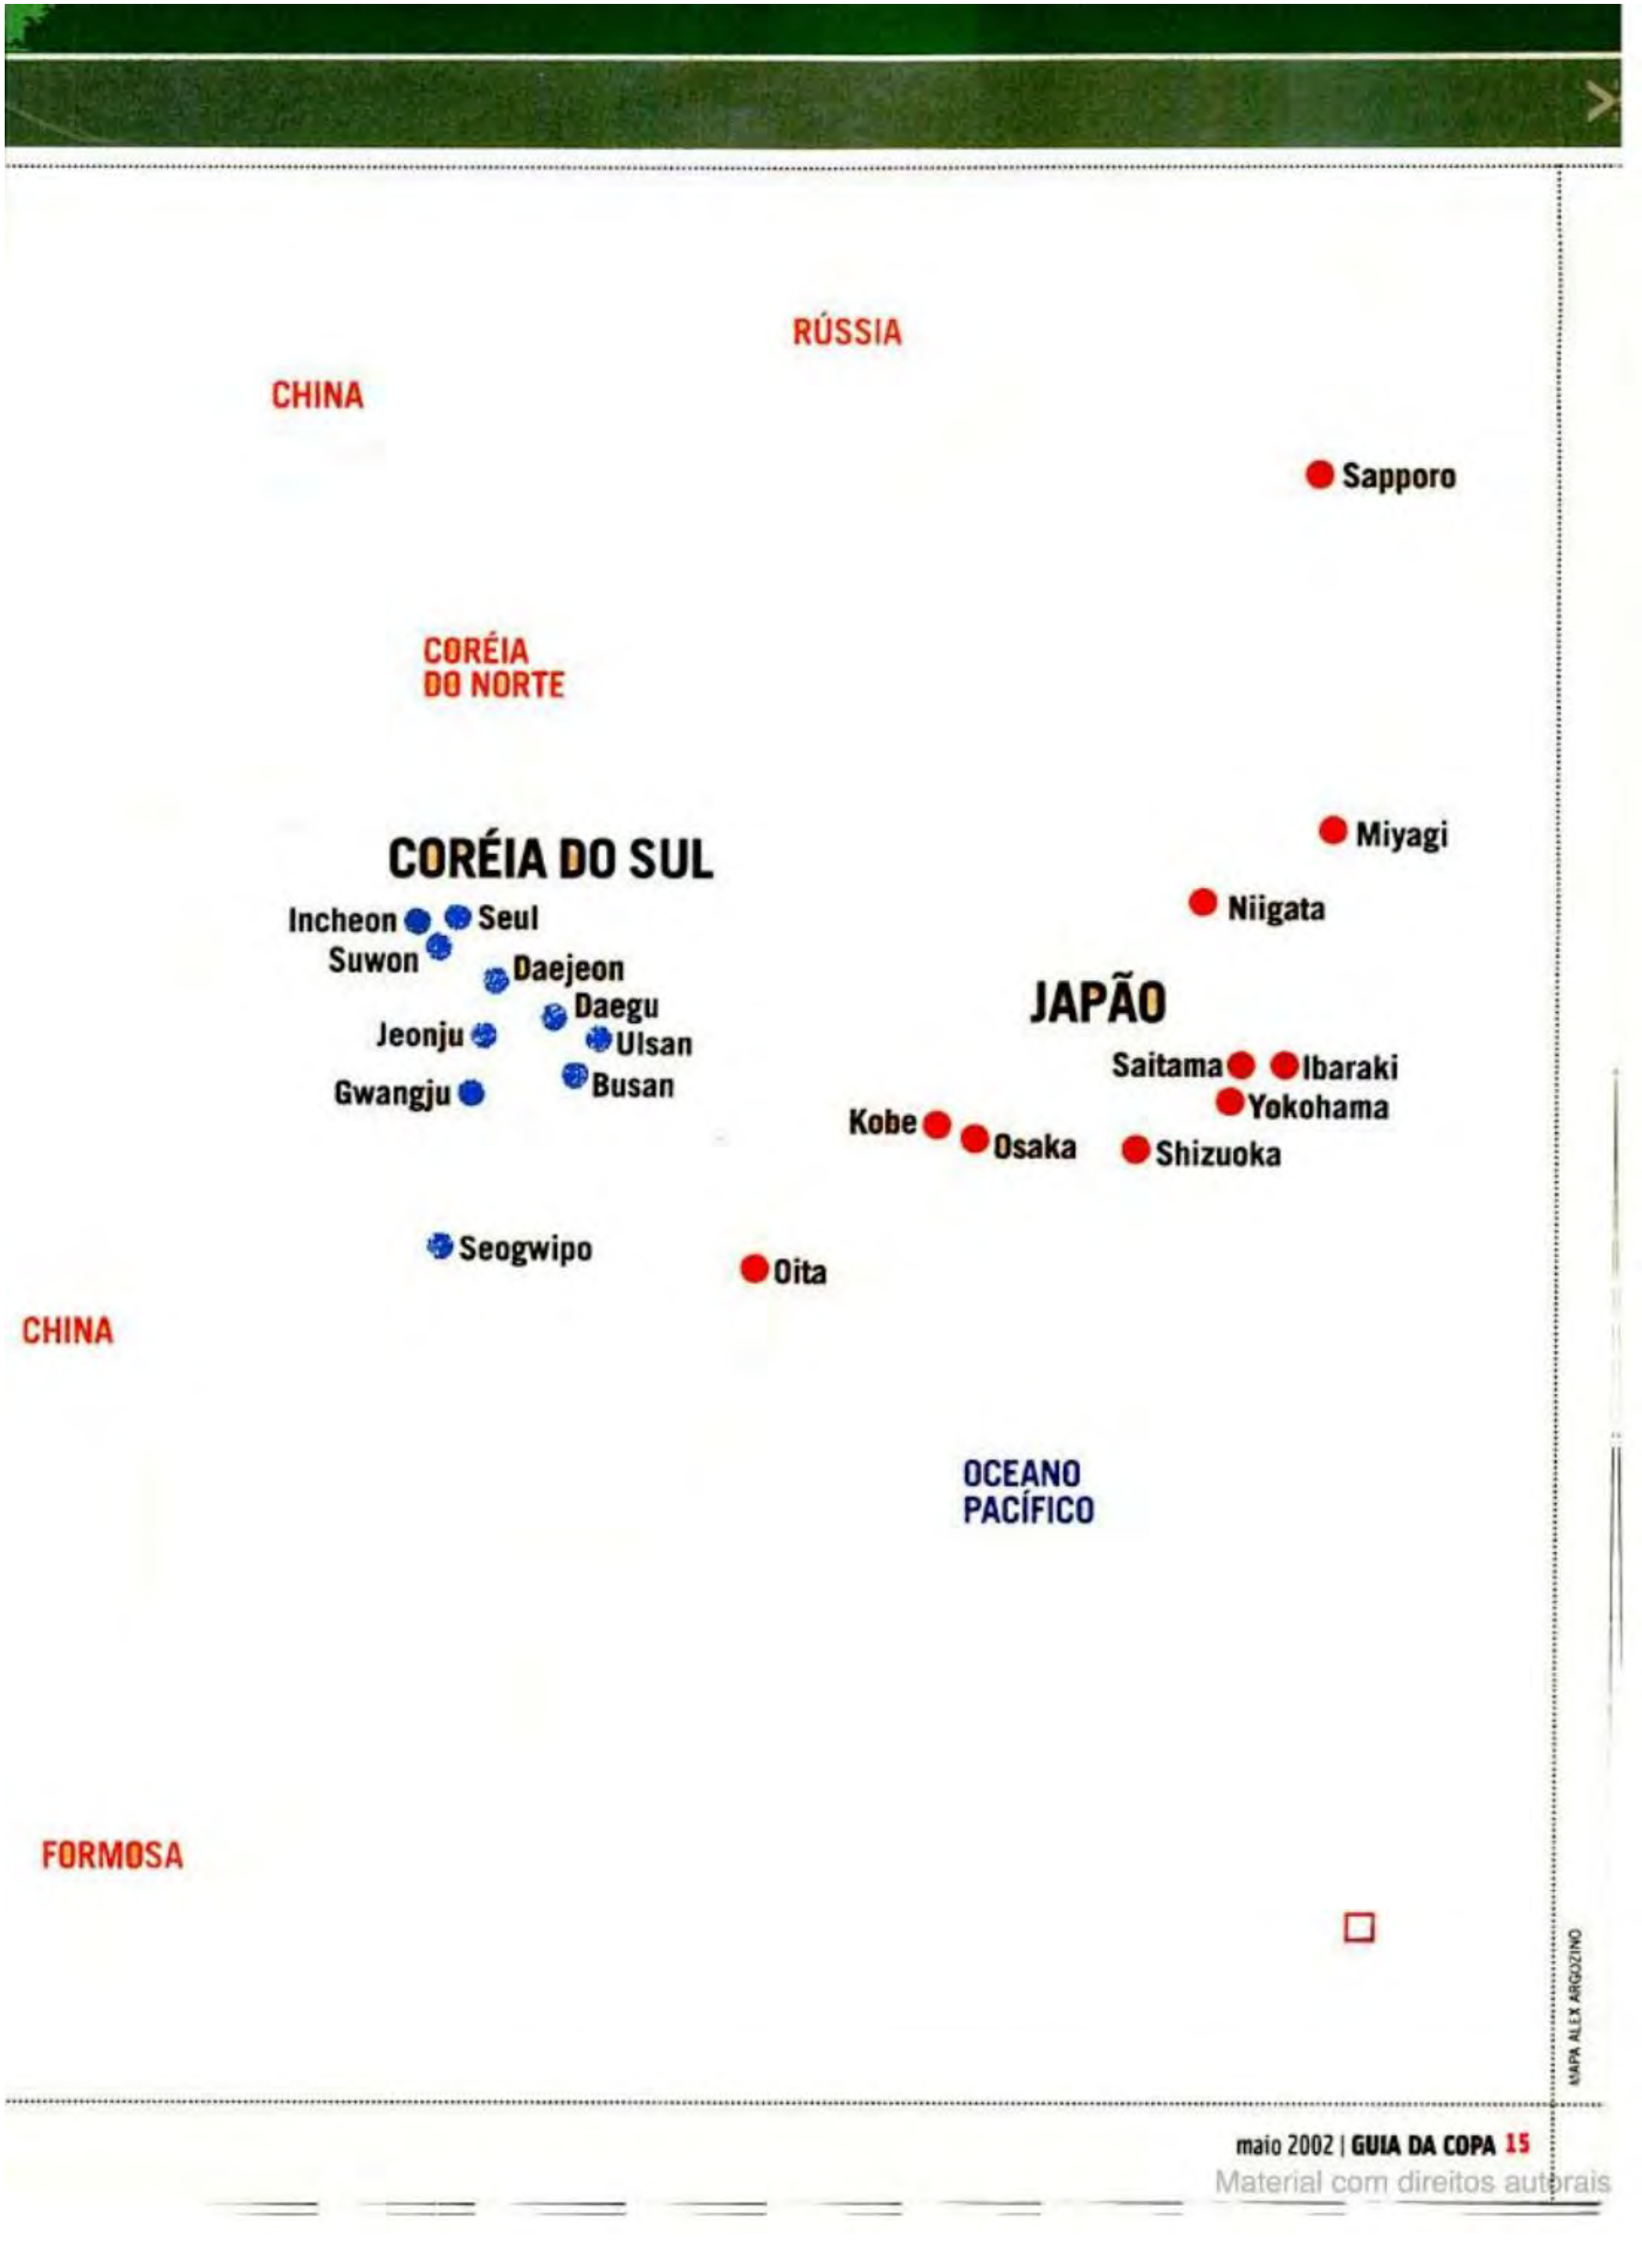 RÚSSIA
CHINA
Sapporo
CORÉIA
DO NORTE
Miyagi
CORÉIA DO SUL
Niigata
Incheon
Seul
Suwon
Daejeon
JAPÃO
Daegu
Jeonju
Ulsan
Saitama
Ibaraki
Busan
Gwangju
Yokohama
Kobe
Osaka
Shizuoka
Seogwipo
Oita
CHINA
OCEANO
PACÍFICO
FORMOSA
MAPA ALEX ARGOZINO
maio 2002 | GUIA DA COPA 15
Material com direitos autorais